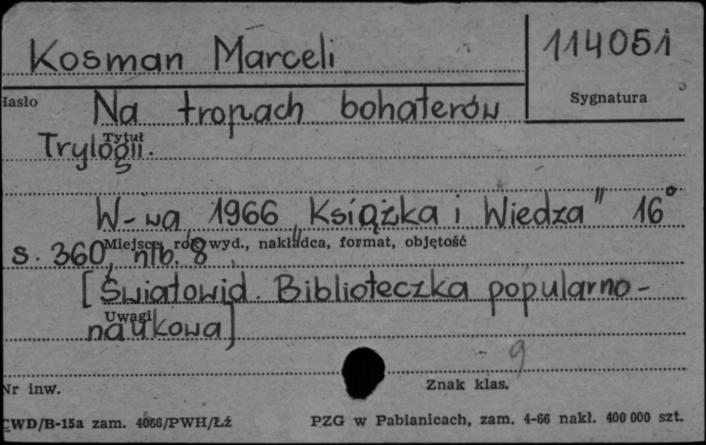 Kosman Marceli
114051
Hasło
Sygnatura
Na tropach bohaterów
Tytuł
Trylogii.
W-wa 1966 „Książka i Wiedza" 16°
Miejsce, rok wyd., nakładca, format, objętość
s. 360, nlb. 8
[Światowid. Biblioteczka popularno-
Uwagi
naukowa]
9
Nr inw.
Znak klas.
CWD/B-15a zam. 4066/PWH/Łź
PZG w Pabianicach, zam. 4-66 nakł. 400 000 szt.